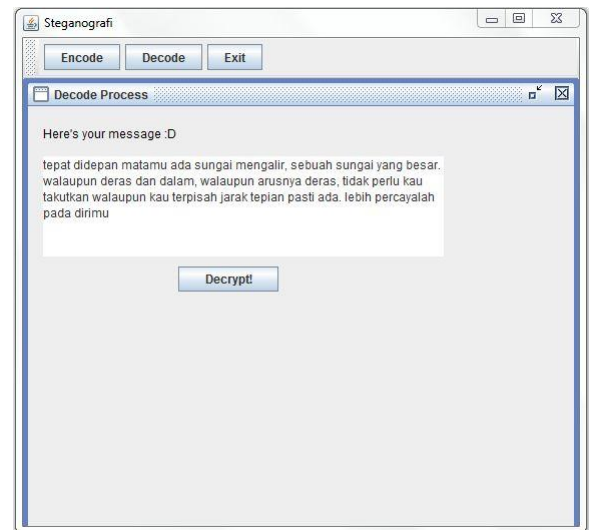 Steganografi
Encode Decode Exit
Decode Process
Here's your message :D
tepat didepan matamu ada sungai mengalir, sebuah sungai yang besar.
walaupun deras dan dalam, walaupun arusnya deras, tidak perlu kau
takutkan walaupun kau terpisah jarak tepian pasti ada. lebih percayalah
pada dirimu
Decrypt!